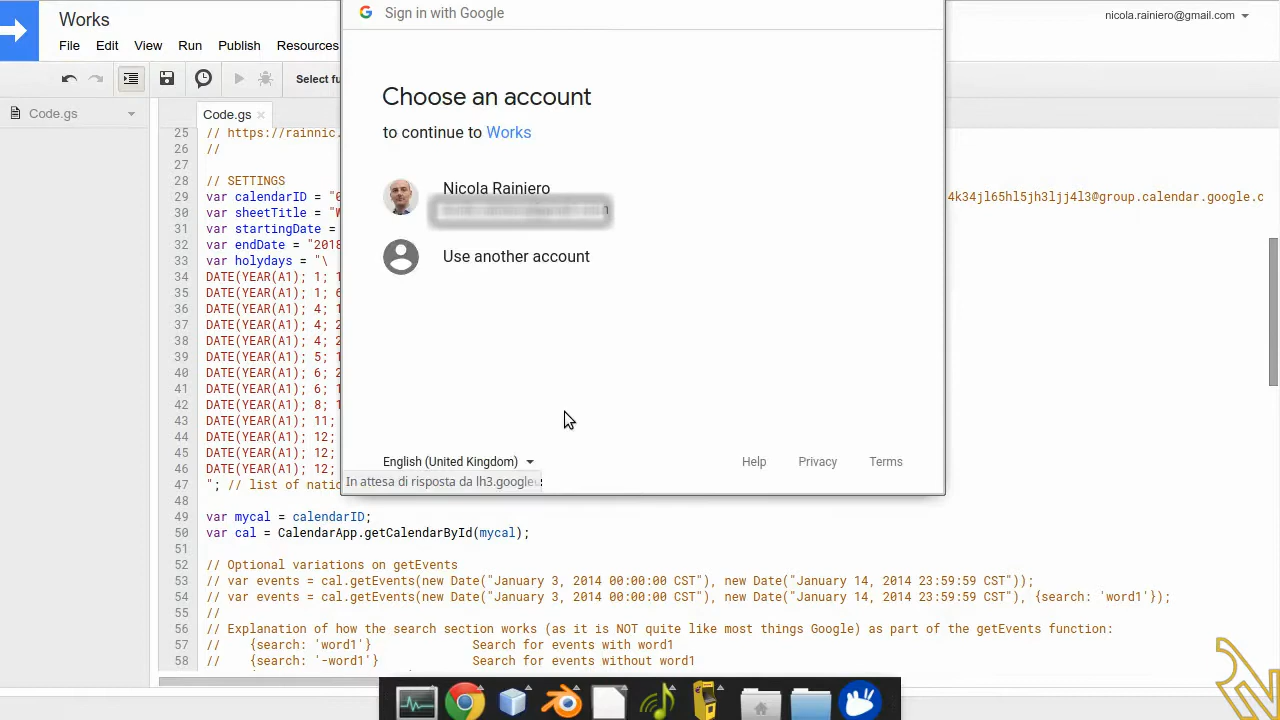 Works
nicola.rainiero@gmail.com
File Edit View Run Publish Resources
Select fu
Code.gs
Code.gs
Sign in with Google
Choose an account
to continue to Works
Nicola Rainiero
Use another account
English (United Kingdom)
Help Privacy Terms
In attesa di risposta da lh3.google
25 // https://rainnic.
26 //
27
28 // SETTINGS
29 var calendarID = "6 4k34jl65hl5jh3ljj4l3@group.calendar.google.c
30 var sheetTitle = "W
31 var startingDate =
32 var endDate = "2018
33 var holydays = "\
34 DATE(YEAR(A1); 1; 1
35 DATE(YEAR(A1); 1; 6
36 DATE(YEAR(A1); 4; 1
37 DATE(YEAR(A1); 4; 2
38 DATE(YEAR(A1); 4; 2
39 DATE(YEAR(A1); 5; 1
40 DATE(YEAR(A1); 6; 2
41 DATE(YEAR(A1); 6; 1
42 DATE(YEAR(A1); 8; 1
43 DATE(YEAR(A1); 11;
44 DATE(YEAR(A1); 12;
45 DATE(YEAR(A1); 12;
46 DATE(YEAR(A1); 12;
47 "; // list of nati
48
49 var mycal = calendarID;
50 var cal = CalendarApp.getCalendarById(mycal);
51
52 // Optional variations on getEvents
53 // var events = cal.getEvents(new Date("January 3, 2014 00:00:00 CST"), new Date("January 14, 2014 23:59:59 CST"));
54 // var events = cal.getEvents(new Date("January 3, 2014 00:00:00 CST"), new Date("January 14, 2014 23:59:59 CST"), {search: 'word1'});
55 //
56 // Explanation of how the search section works (as it is NOT quite like most things Google) as part of the getEvents function:
57 // {search: 'word1'} Search for events with word1
58 // {search: '-word1'} Search for events without word1